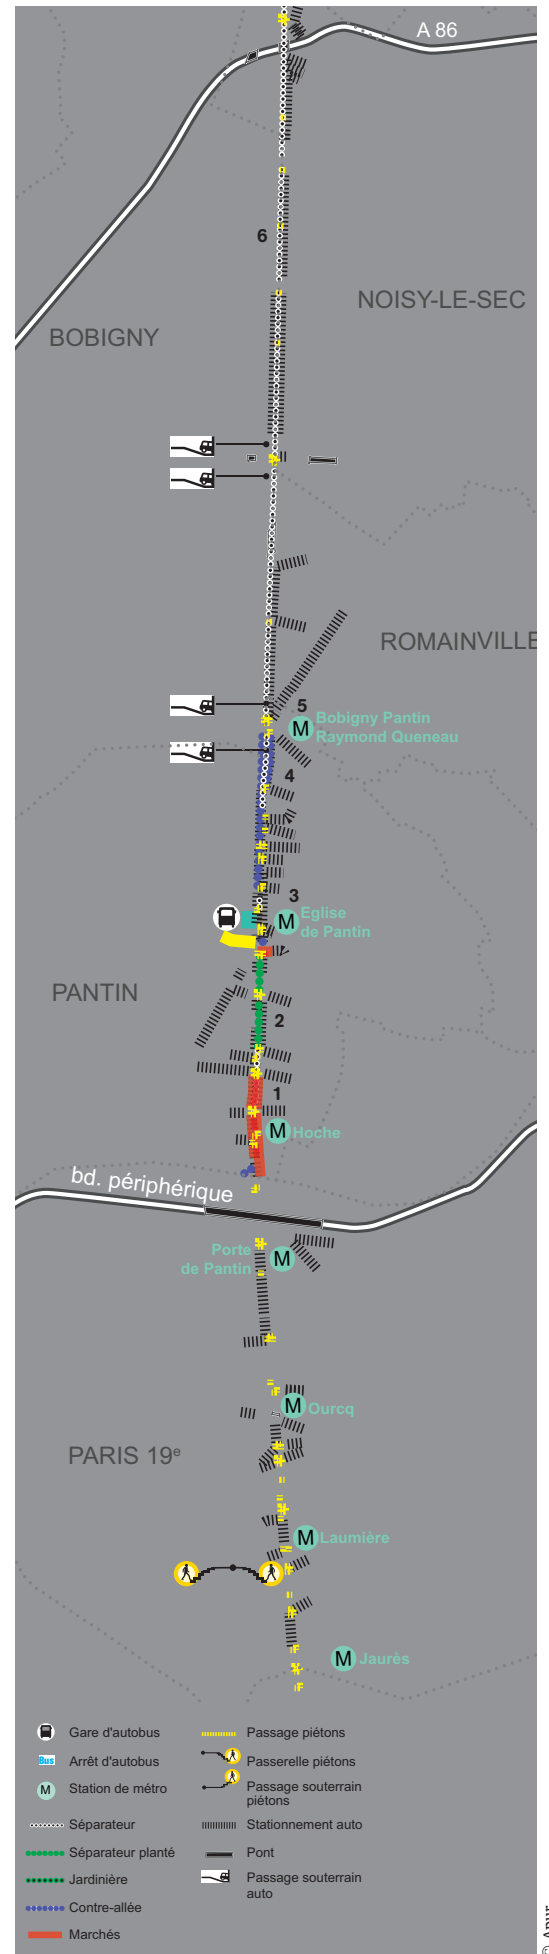 A 86
6
NOISY-LE-SEC
BOBIGNY
ROMAINVILLE
5
M Bobigny Pantin
Raymond Queneau
4
3
M Eglise
de Pantin
PANTIN
2
1
M Hoche
bd. périphérique
Porte
de Pantin M
M Ourcq
PARIS 19e
M Laumière
M Jaurès
Gare d'autobus
Bus Arrêt d'autobus
M Station de métro
Séparateur
Séparateur planté
Jardinière
Contre-allée
Marchés
Passage piétons
Passerelle piétons
Passage souterrain
piétons
Stationnement auto
Pont
Passage souterrain
auto
© Apur